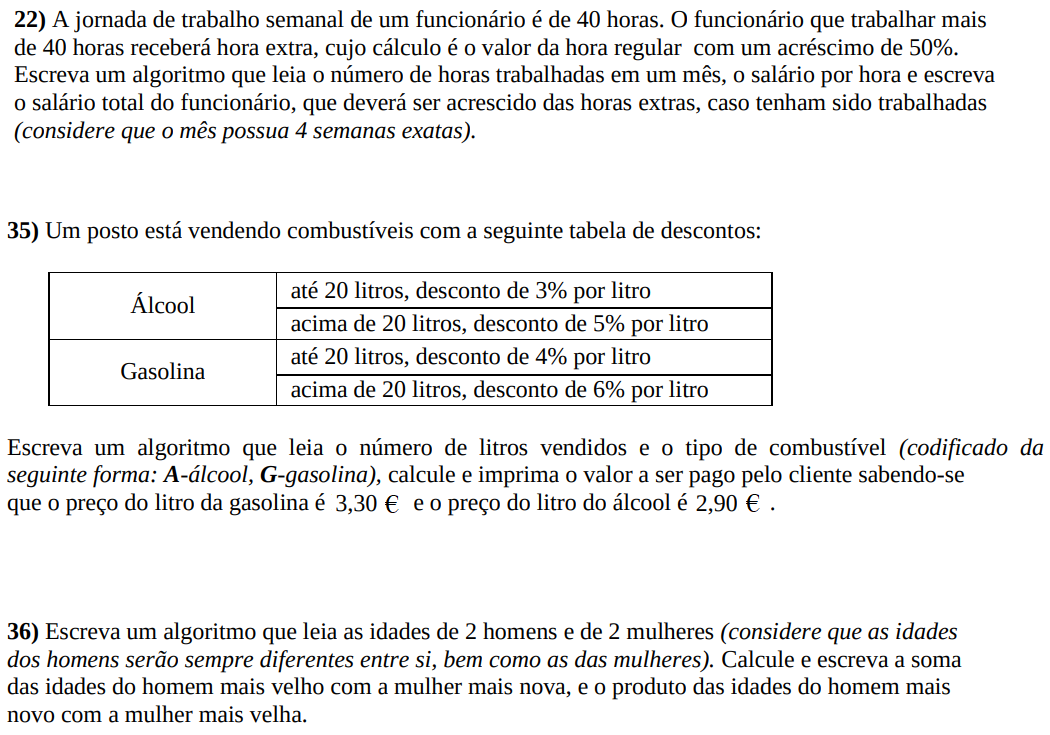 22) A jornada de trabalho semanal de um funcionário é de 40 horas. O funcionário que trabalhar mais
de 40 horas receberá hora extra, cujo cálculo é o valor da hora regular com um acréscimo de 50%.
Escreva um algoritmo que leia o número de horas trabalhadas em um mês, o salário por hora e escreva
o salário total do funcionário, que deverá ser acrescido das horas extras, caso tenham sido trabalhadas
(considere que o mês possua 4 semanas exatas).
35) Um posto está vendendo combustíveis com a seguinte tabela de descontos:
Álcool
até 20 litros, desconto de 3% por litro
acima de 20 litros, desconto de 5% por litro
Gasolina
até 20 litros, desconto de 4% por litro
acima de 20 litros, desconto de 6% por litro
Escreva um algoritmo que leia o número de litros vendidos e o tipo de combustível (codificado da
seguinte forma: A-álcool, G-gasolina), calcule e imprima o valor a ser pago pelo cliente sabendo-se
que o preço do litro da gasolina é 3,30 € e o preço do litro do álcool é 2,90 € .
36) Escreva um algoritmo que leia as idades de 2 homens e de 2 mulheres (considere que as idades
dos homens serão sempre diferentes entre si, bem como as das mulheres). Calcule e escreva a soma
das idades do homem mais velho com a mulher mais nova, e o produto das idades do homem mais
novo com a mulher mais velha.